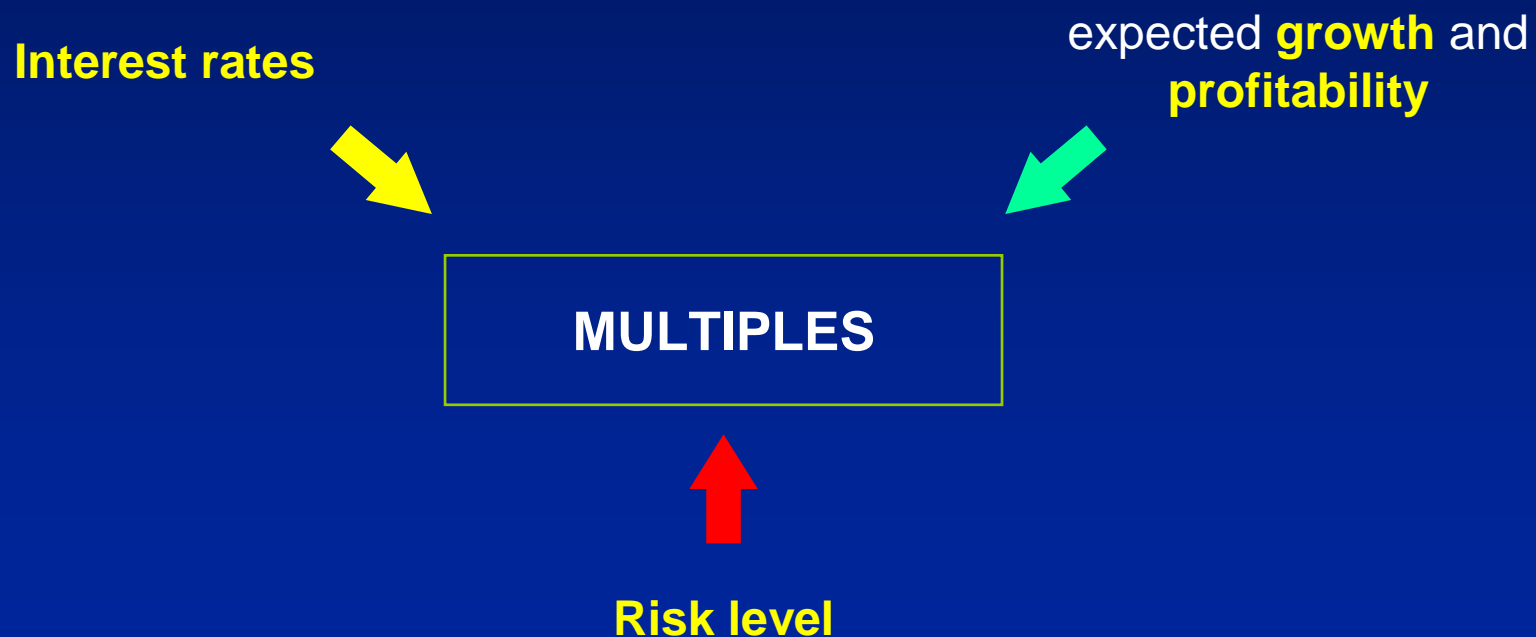 Interest rates
expected growth and
profitability
MULTIPLES
Risk level